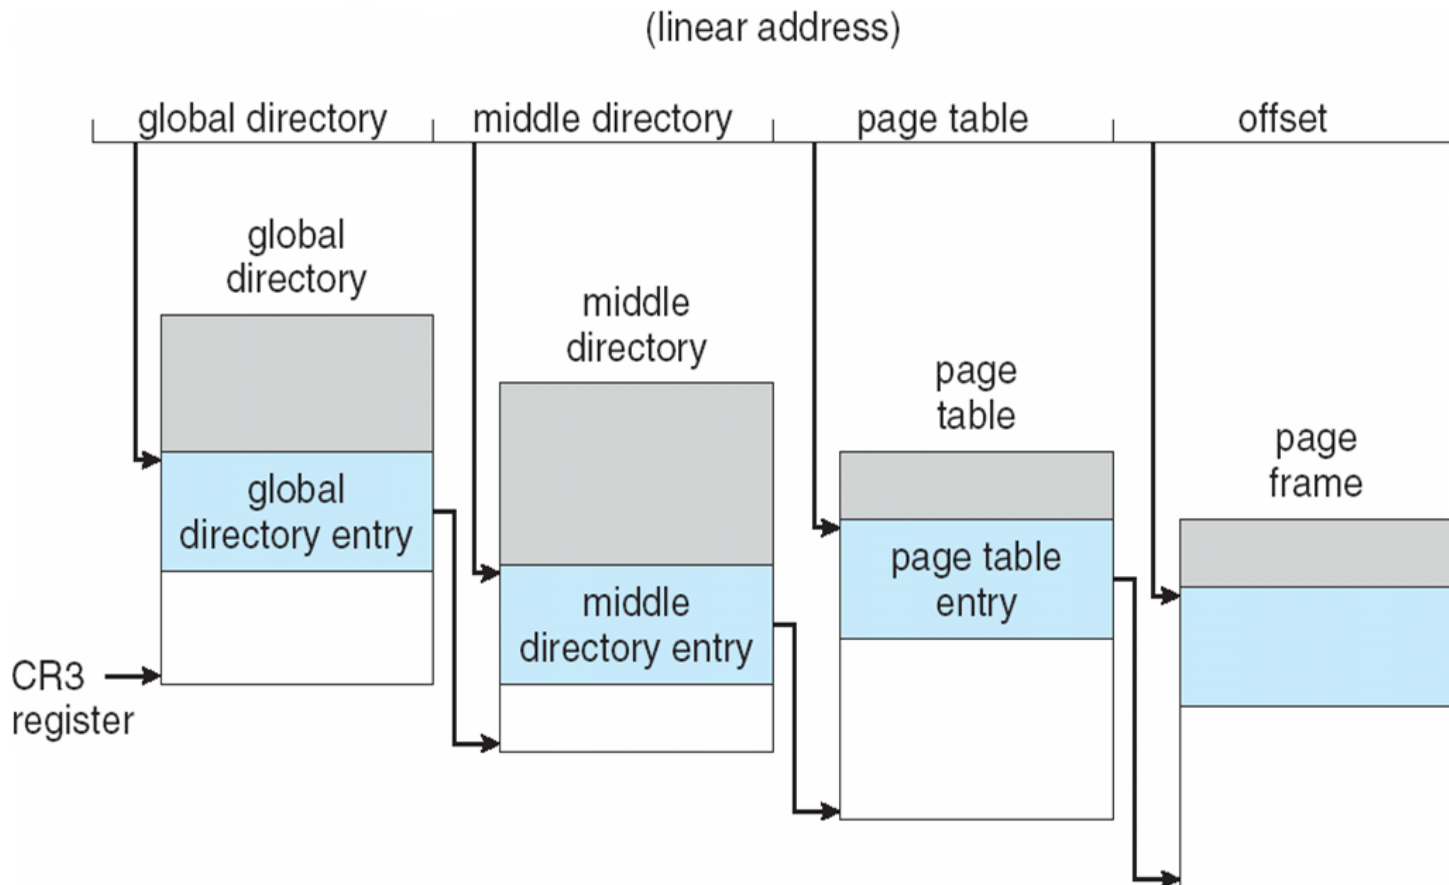 (linear address)
global directory
middle directory
page table
offset
global
directory
middle
directory
page
table
page
frame
global
directory entry
middle
directory entry
page table
entry
CR3
register